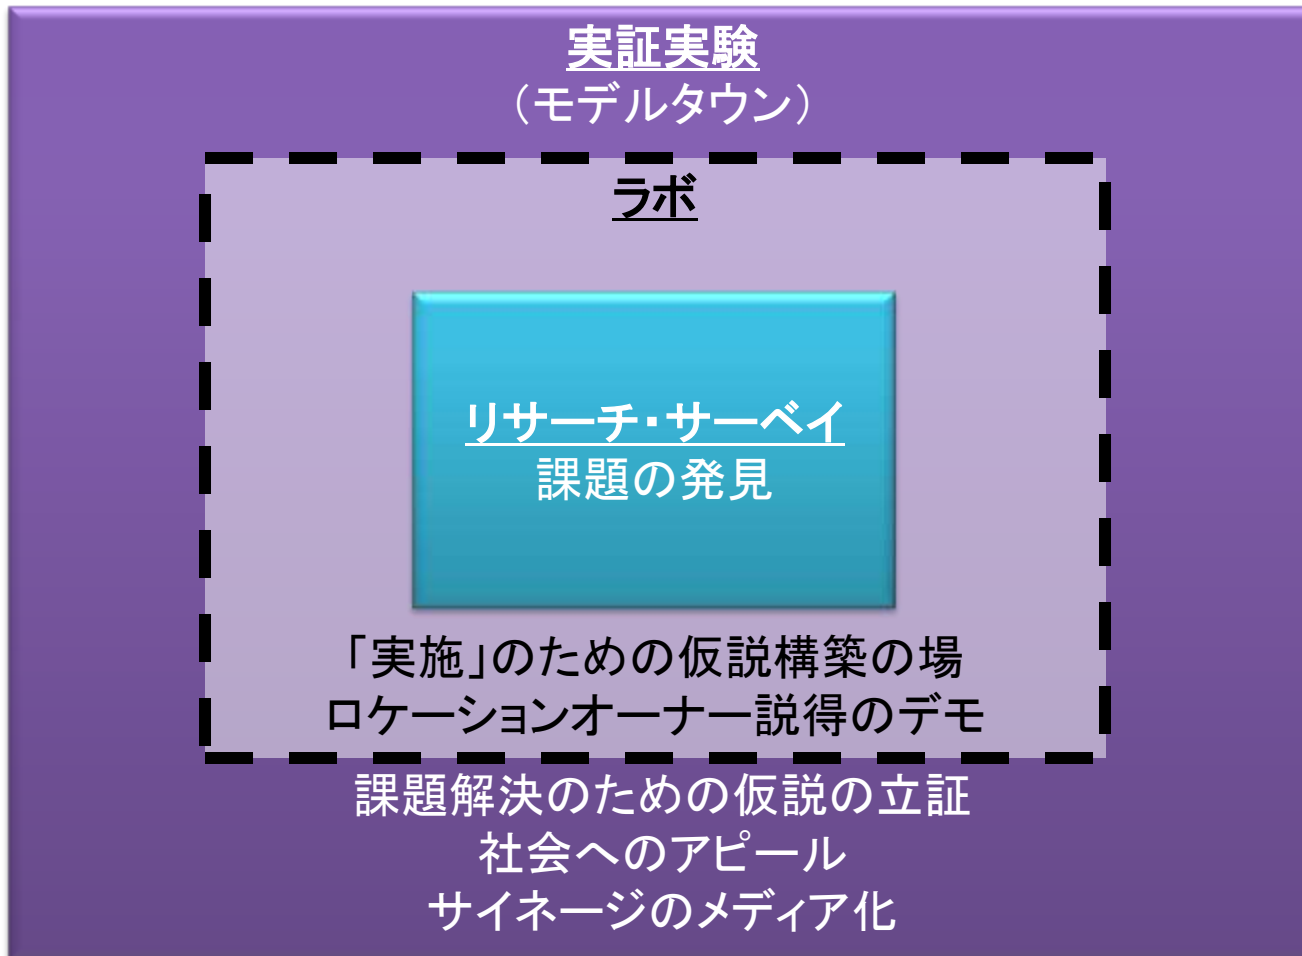 実証実験
（モデルタウン）
ラボ
リサーチ・サーベイ
課題の発見
「実施」のための仮説構築の場
ロケーションオーナー説得のデモ
課題解決のための仮説の立証
社会へのアピール
サイネージのメディア化